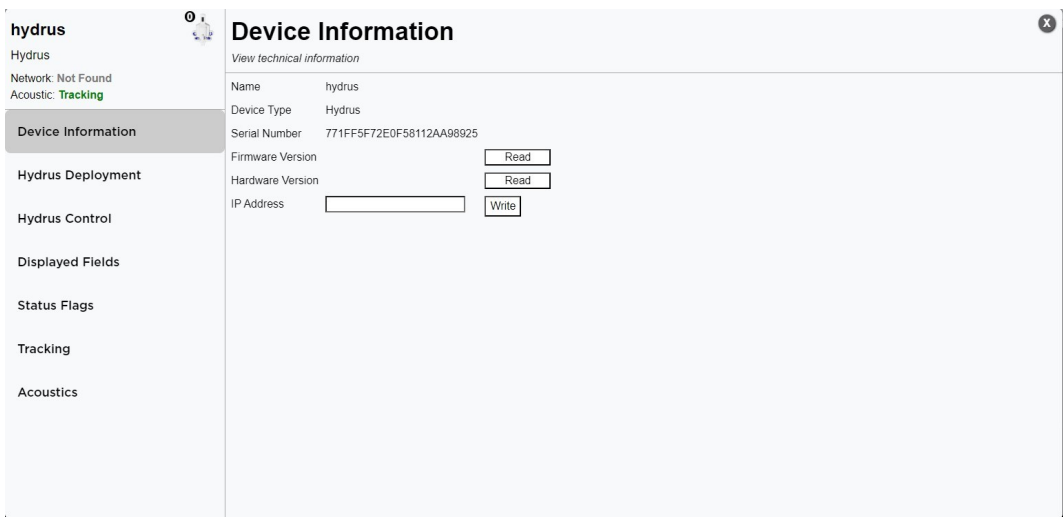 hydrus
0
Hydrus
Network: Not Found
Acoustic: Tracking
Device Information
Hydrus Deployment
Hydrus Control
Displayed Fields
Status Flags
Tracking
Acoustics
Device Information
X
View technical information
Name hydrus
Device Type Hydrus
Serial Number 771FF5F72E0F58112AA98925
Firmware Version Read
Hardware Version Read
IP Address Write